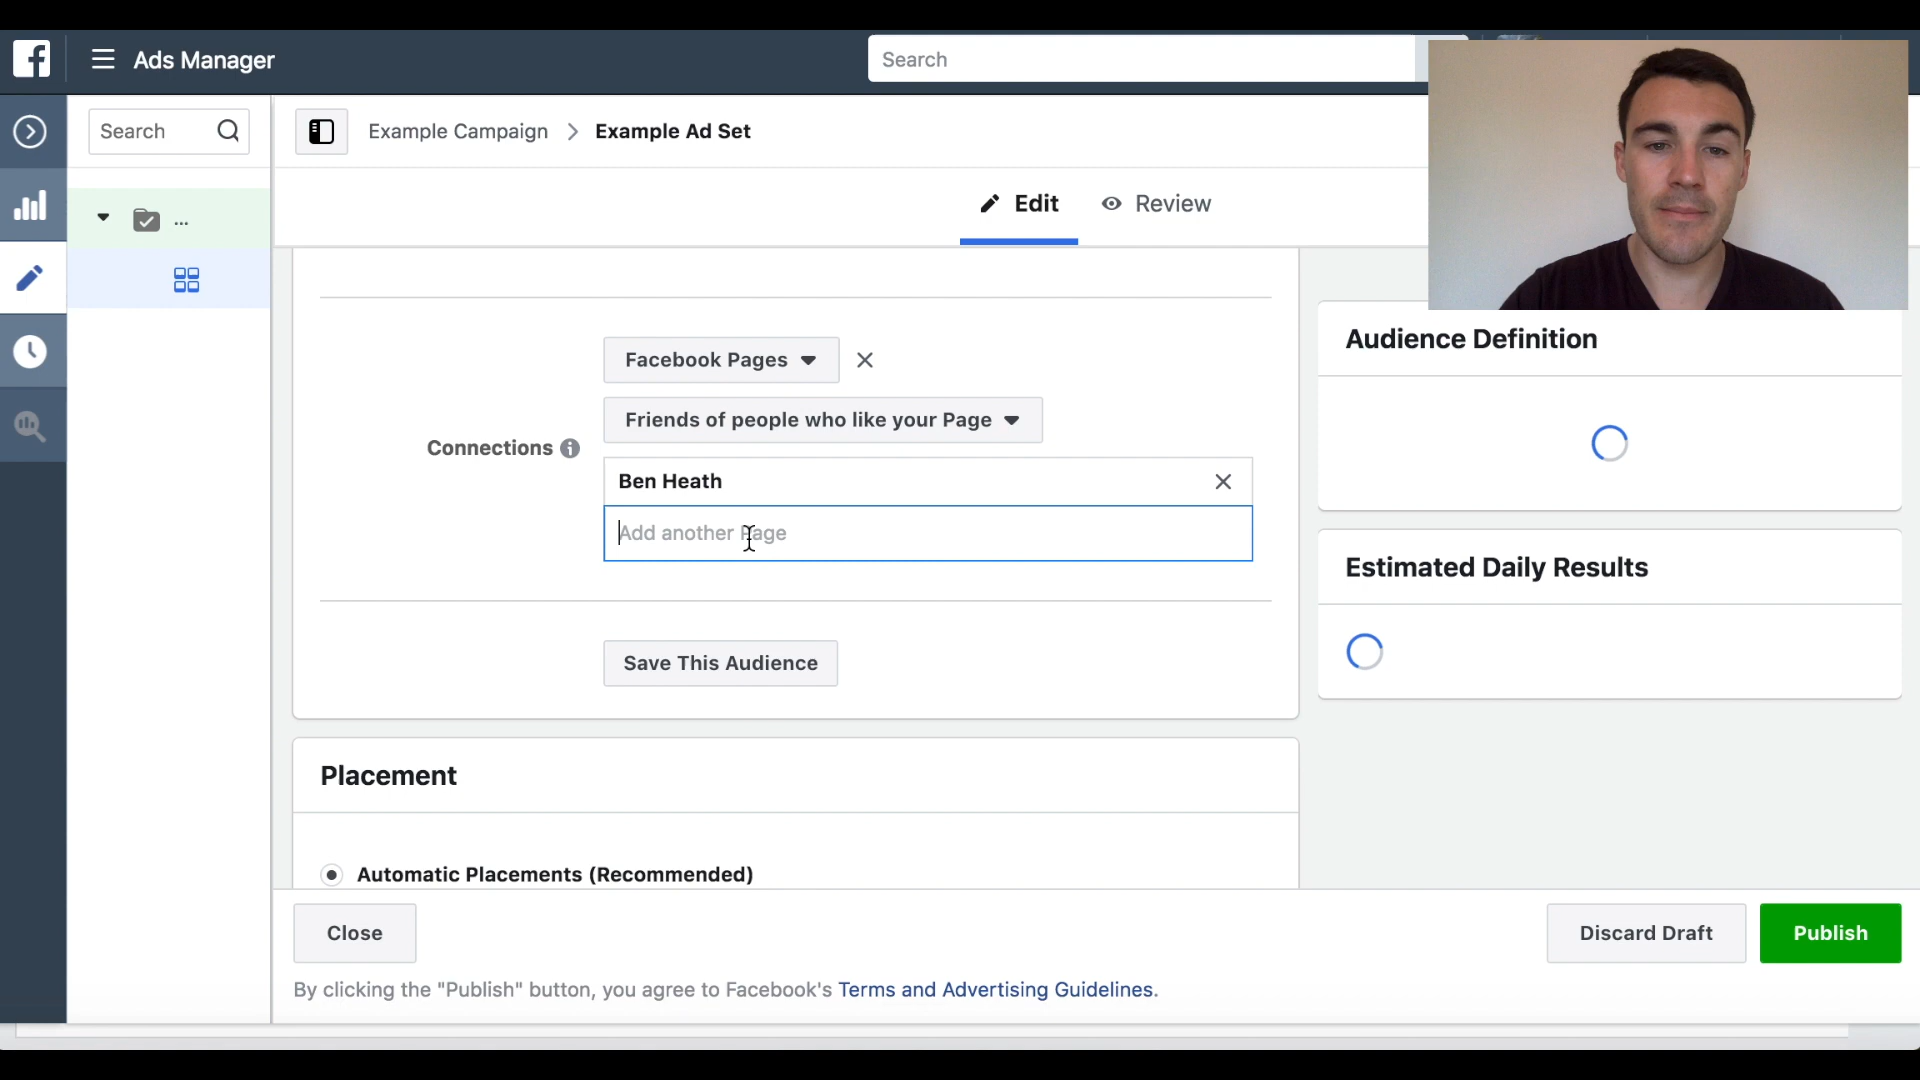 Ads Manager
Search
Search
Example Campaign > Example Ad Set
Edit
Review
...
Facebook Pages
Friends of people who like your Page
Connections
Ben Heath
Add another Page
Save This Audience
Placement
Automatic Placements (Recommended)
Audience Definition
Estimated Daily Results
Close
Discard Draft
Publish
By clicking the "Publish" button, you agree to Facebook's Terms and Advertising Guidelines.